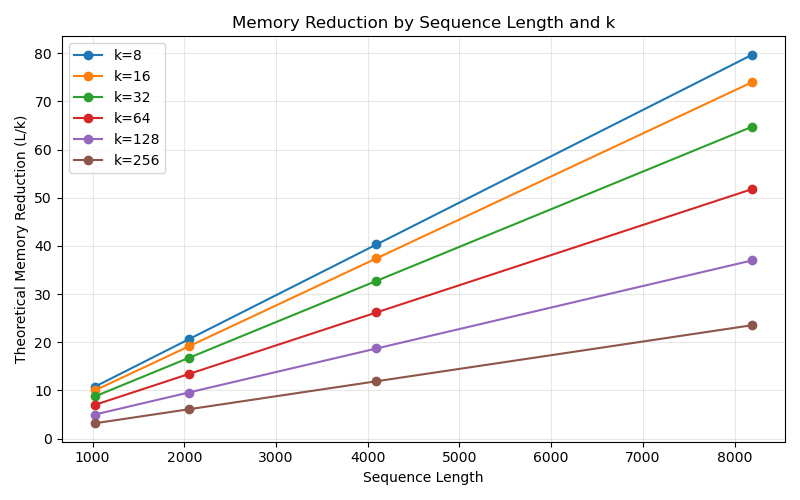 Memory Reduction by Sequence Length and k
Theoretical Memory Reduction (L/k)
80
70
60
50
40
30
20
10
0
k=8
k=16
k=32
k=64
k=128
k=256
1000 2000 3000 4000 5000 6000 7000 8000
Sequence Length